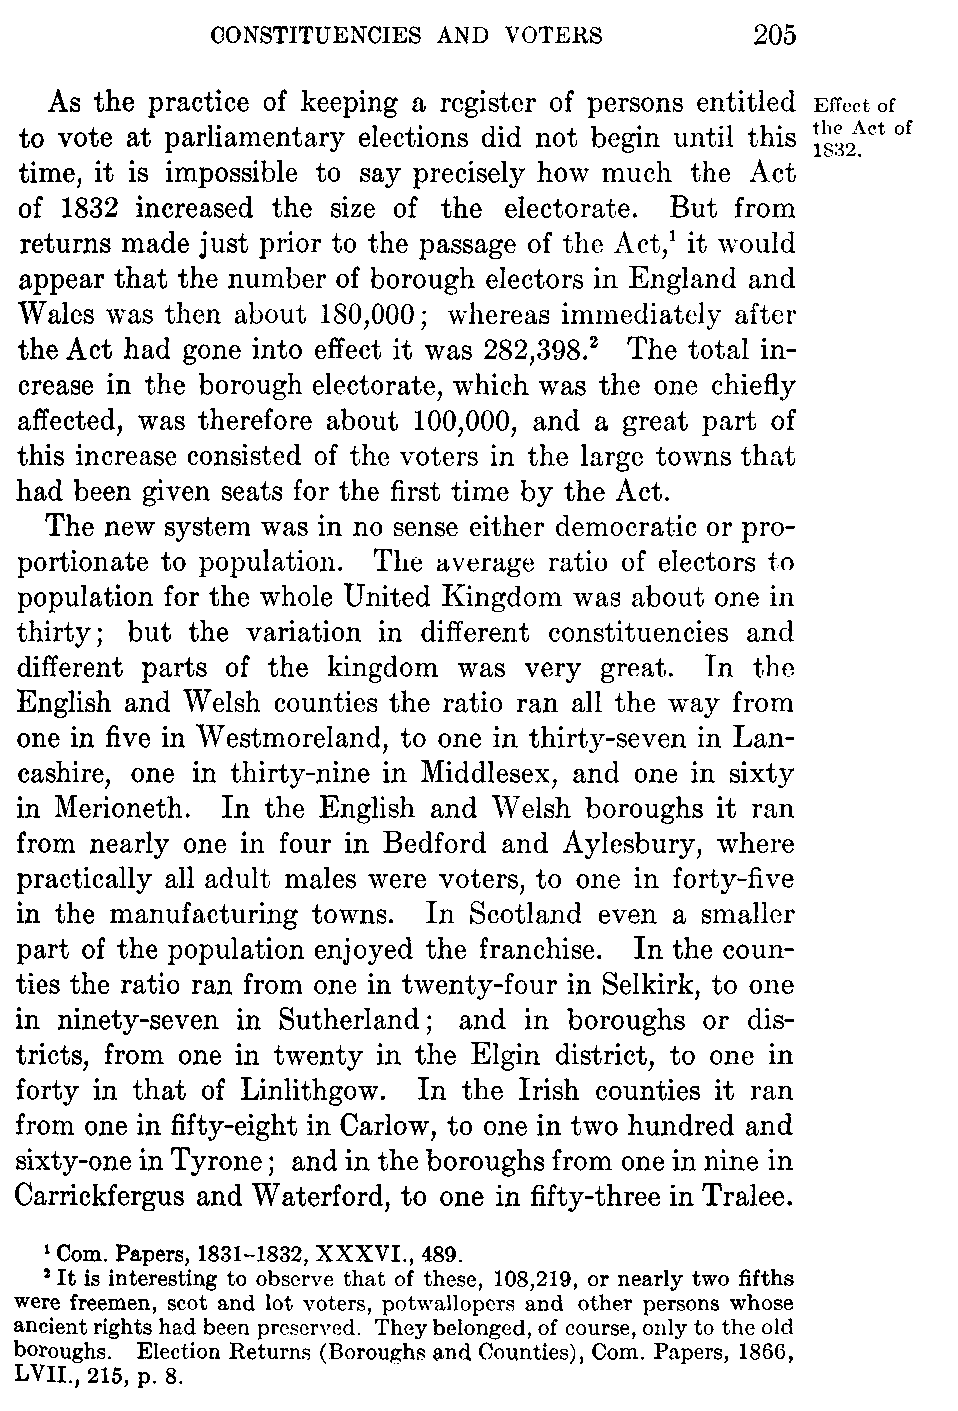 CONSTITUENCIES AND VOTERS 205
As the practice of keeping a register of persons entitled
to vote at parliamentary elections did not begin until this
time, it is impossible to say precisely how much the Act
of 1832 increased the size of the electorate. But from
returns made just prior to the passage of the Act,¹ it would
appear that the number of borough electors in England and
Wales was then about 180,000; whereas immediately after
the Act had gone into effect it was 282,398.² The total in-
crease in the borough electorate, which was the one chiefly
affected, was therefore about 100,000, and a great part of
this increase consisted of the voters in the large towns that
had been given seats for the first time by the Act.
Effect of
the Act of
1832.
The new system was in no sense either democratic or pro-
portionate to population. The average ratio of electors to
population for the whole United Kingdom was about one in
thirty; but the variation in different constituencies and
different parts of the kingdom was very great. In the
English and Welsh counties the ratio ran all the way from
one in five in Westmoreland, to one in thirty-seven in Lan-
cashire, one in thirty-nine in Middlesex, and one in sixty
in Merioneth. In the English and Welsh boroughs it ran
from nearly one in four in Bedford and Aylesbury, where
practically all adult males were voters, to one in forty-five
in the manufacturing towns. In Scotland even a smaller
part of the population enjoyed the franchise. In the coun-
ties the ratio ran from one in twenty-four in Selkirk, to one
in ninety-seven in Sutherland; and in boroughs or dis-
tricts, from one in twenty in the Elgin district, to one in
forty in that of Linlithgow. In the Irish counties it ran
from one in fifty-eight in Carlow, to one in two hundred and
sixty-one in Tyrone; and in the boroughs from one in nine in
Carrickfergus and Waterford, to one in fifty-three in Tralee.
¹ Com. Papers, 1831–1832, XXXVI., 489.
² It is interesting to observe that of these, 108,219, or nearly two fifths
were freemen, scot and lot voters, potwallopers and other persons whose
ancient rights had been preserved. They belonged, of course, only to the old
boroughs. Election Returns (Boroughs and Counties), Com. Papers, 1866,
LVII., 215, p. 8.